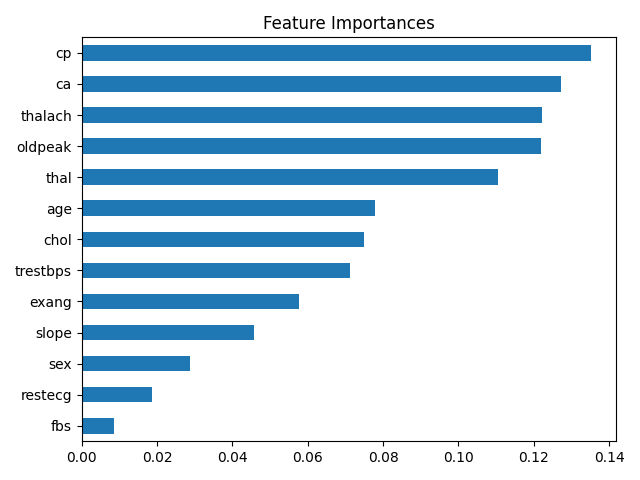 Feature Importances
cp
ca
thalach
oldpeak
thal
age
chol
trestbps
exang
slope
sex
restecg
fbs
0.00 0.02 0.04 0.06 0.08 0.10 0.12 0.14